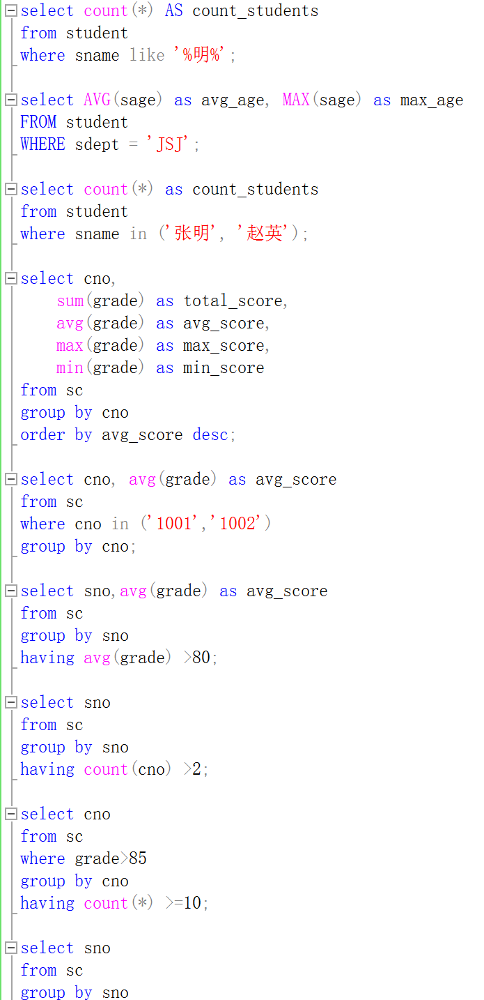 select count(*) AS count_students
from student
where sname like '%明%';
select AVG(sage) as avg_age, MAX(sage) as max_age
FROM student
WHERE sdept = 'JSJ';
select count(*) as count_students
from student
where sname in ('张明', '赵英');
select cno,
sum(grade) as total_score,
avg(grade) as avg_score,
max(grade) as max_score,
min(grade) as min_score
from sc
group by cno
order by avg_score desc;
select cno, avg(grade) as avg_score
from sc
where cno in ('1001','1002')
group by cno;
select sno,avg(grade) as avg_score
from sc
group by sno
having avg(grade) >80;
select sno
from sc
group by sno
having count(cno) >2;
select cno
from sc
where grade>85
group by cno
having count(*) >=10;
select sno
from sc
group by sno